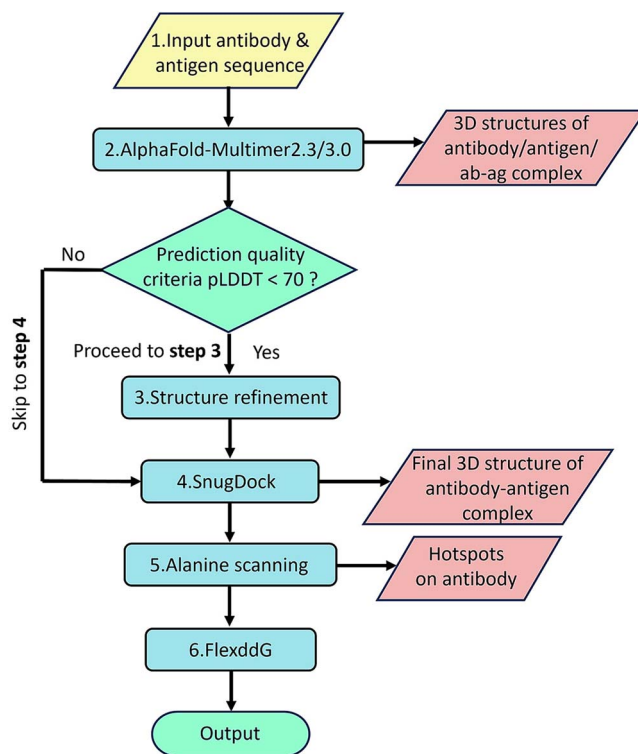 1.Input antibody &
antigen sequence
2.AlphaFold-Multimer2.3/3.0
3D structures of
antibody/antigen/
ab-ag complex
No
Prediction quality
criteria pLDDT < 70 ?
Skip to step 4
Proceed to step 3
Yes
3.Structure refinement
4.SnugDock
Final 3D structure of
antibody-antigen
complex
5.Alanine scanning
Hotspots
on antibody
6.FlexddG
Output